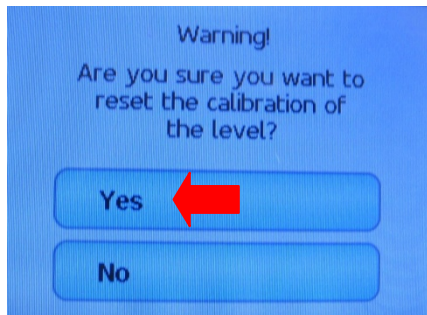 Warning!
Are you sure you want to
reset the calibration of
the level?
Yes
No